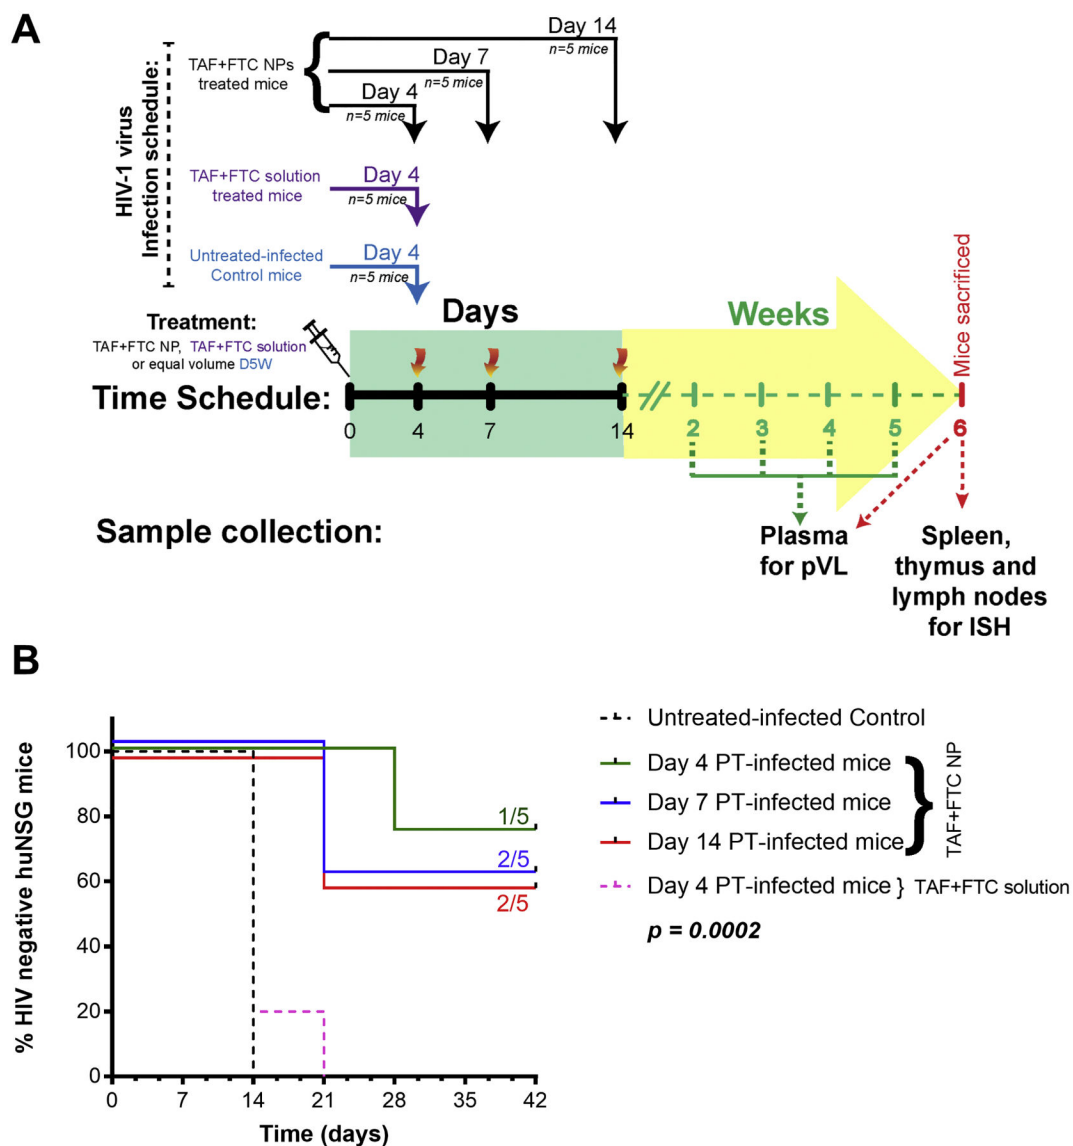 A
HIV-1 virus
Infection schedule:
TAF+FTC NPs
treated mice
Day 14
n=5 mice
Day 7
n=5 mice
Day 4
n=5 mice
TAF+FTC solution
treated mice
Day 4
n=5 mice
Untreated-infected
Control mice
Day 4
n=5 mice
Treatment:
TAF+FTC NP, TAF+FTC solution
or equal volume D5W
Days
Weeks
Mice sacrificed
Time Schedule:
0
4
7
14
2
3
4
5
6
Sample collection:
Plasma
for pVL
Spleen,
thymus and
lymph nodes
for ISH
B
% HIV negative huNSG mice
100
80
60
40
20
0
1/5
2/5
2/5
0
7
14
21
28
35
42
Time (days)
Untreated-infected Control
Day 4 PT-infected mice
Day 7 PT-infected mice
Day 14 PT-infected mice
TAF+FTC NP
Day 4 PT-infected mice } TAF+FTC solution
p = 0.0002